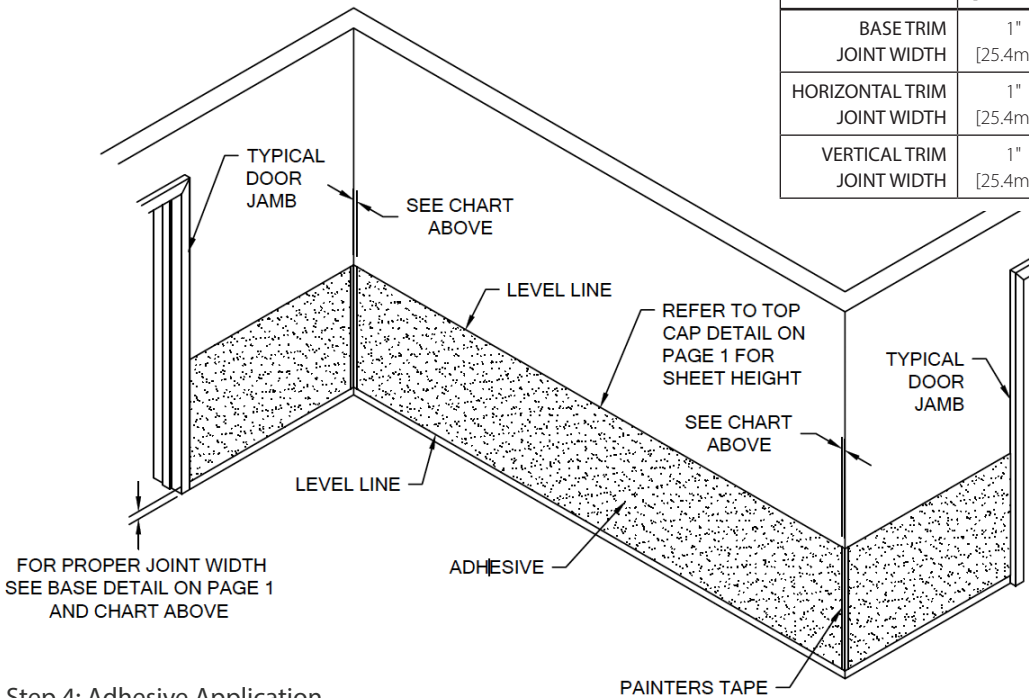 BASE TRIM 1"
JOINT WIDTH [25.4m
HORIZONTAL TRIM 1"
JOINT WIDTH [25.4m
VERTICAL TRIM 1"
JOINT WIDTH [25.4m
TYPICAL
DOOR
JAMB
SEE CHART
ABOVE
LEVEL LINE
REFER TO TOP
CAP DETAIL ON
PAGE 1 FOR
SHEET HEIGHT
TYPICAL
DOOR
JAMB
SEE CHART
ABOVE
LEVEL LINE
ADHESIVE
FOR PROPER JOINT WIDTH
SEE BASE DETAIL ON PAGE 1
AND CHART ABOVE
PAINTERS TAPE
Step 4: Adhesive Application